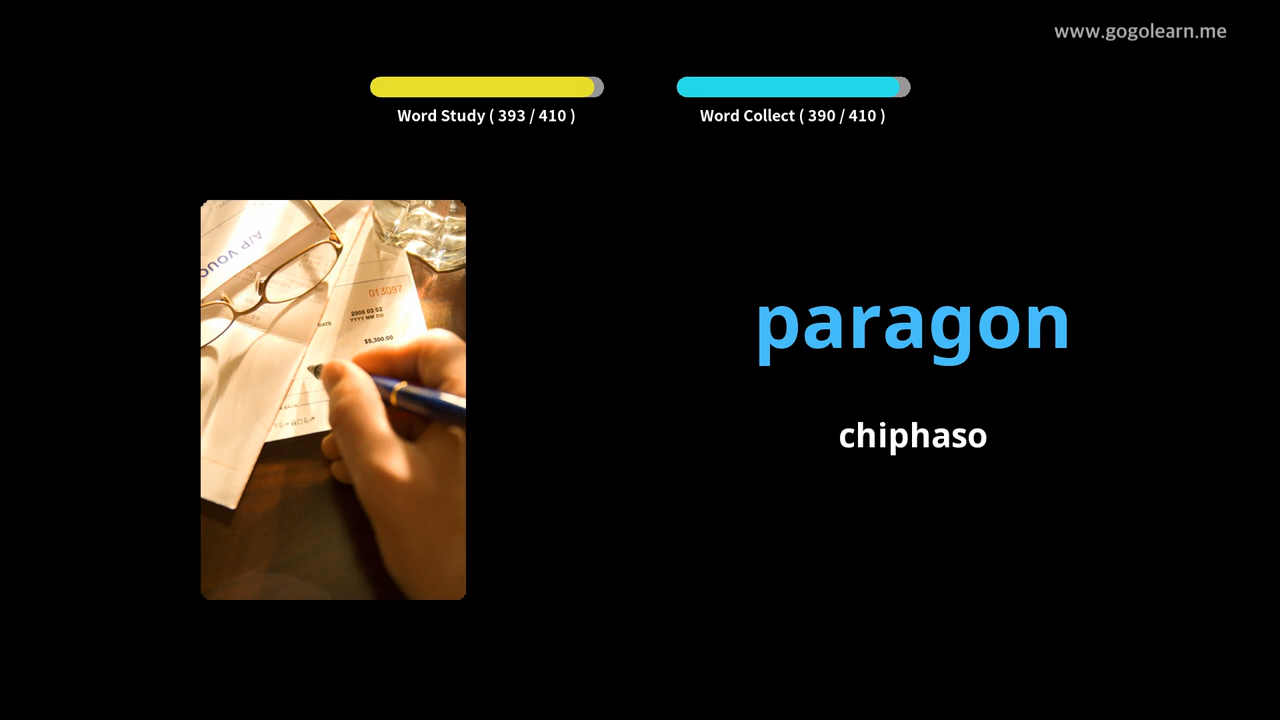 www.gogolearn.me
Word Study ( 393 / 410 )
Word Collect ( 390 / 410 )
A/P VOUC
013097
2006 03 02
DATE
YYYY MM DD
$5,300.00
paragon
chiphaso